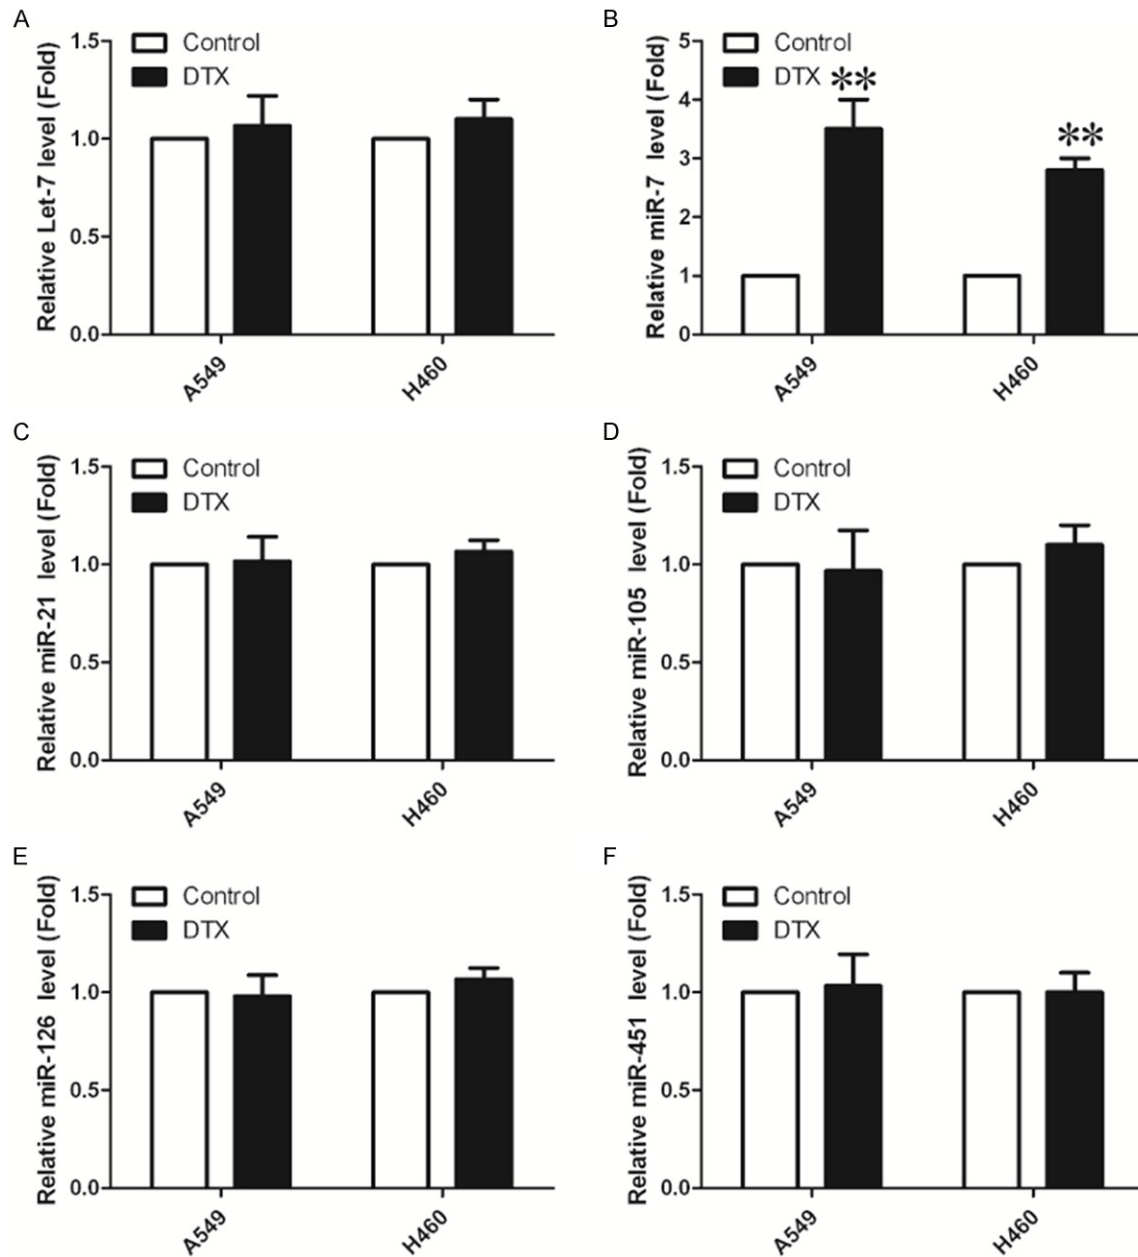 A
Relative Let-7 level (Fold)
1.5
1.0
0.5
0.0
Control
DTX
A549
H460
B
Relative miR-7 level (Fold)
5
4
3
2
1
0
Control
DTX
**
**
A549
H460
C
Relative miR-21 level (Fold)
1.5
1.0
0.5
0.0
Control
DTX
A549
H460
D
Relative miR-105 level (Fold)
1.5
1.0
0.5
0.0
Control
DTX
A549
H460
E
Relative miR-126 level (Fold)
1.5
1.0
0.5
0.0
Control
DTX
A549
H460
F
Relative miR-451 level (Fold)
1.5
1.0
0.5
0.0
Control
DTX
A549
H460